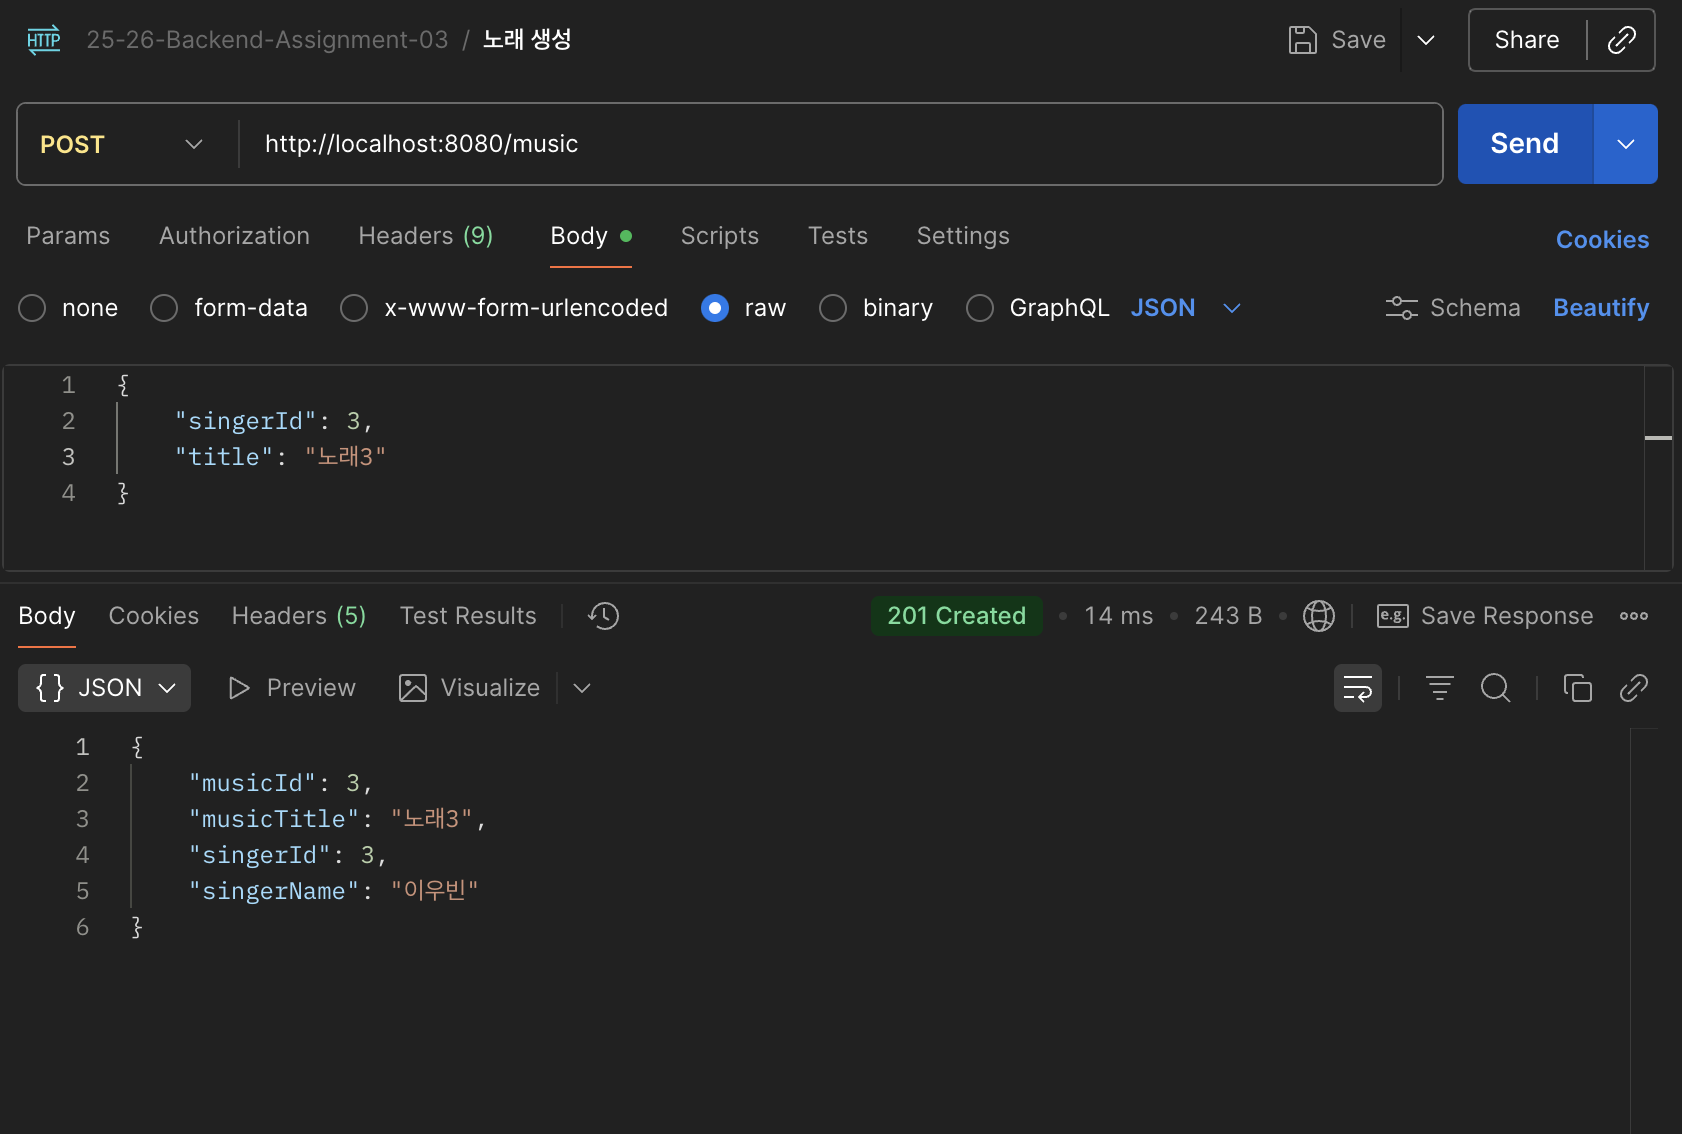 HTTP 25-26-Backend-Assignment-03 / 노래 생성 Save Share
POST http://localhost:8080/music Send
Params Authorization Headers (9) Body Scripts Tests Settings Cookies
none form-data x-www-form-urlencoded raw binary GraphQL JSON Schema Beautify
1 {
2 "singerId": 3,
3 "title": "노래3"
4 }
Body Cookies Headers (5) Test Results 201 Created • 14 ms • 243 B • e.g. Save Response
{} JSON Preview Visualize
1 {
2 "musicId": 3,
3 "musicTitle": "노래3",
4 "singerId": 3,
5 "singerName": "이우빈"
6 }